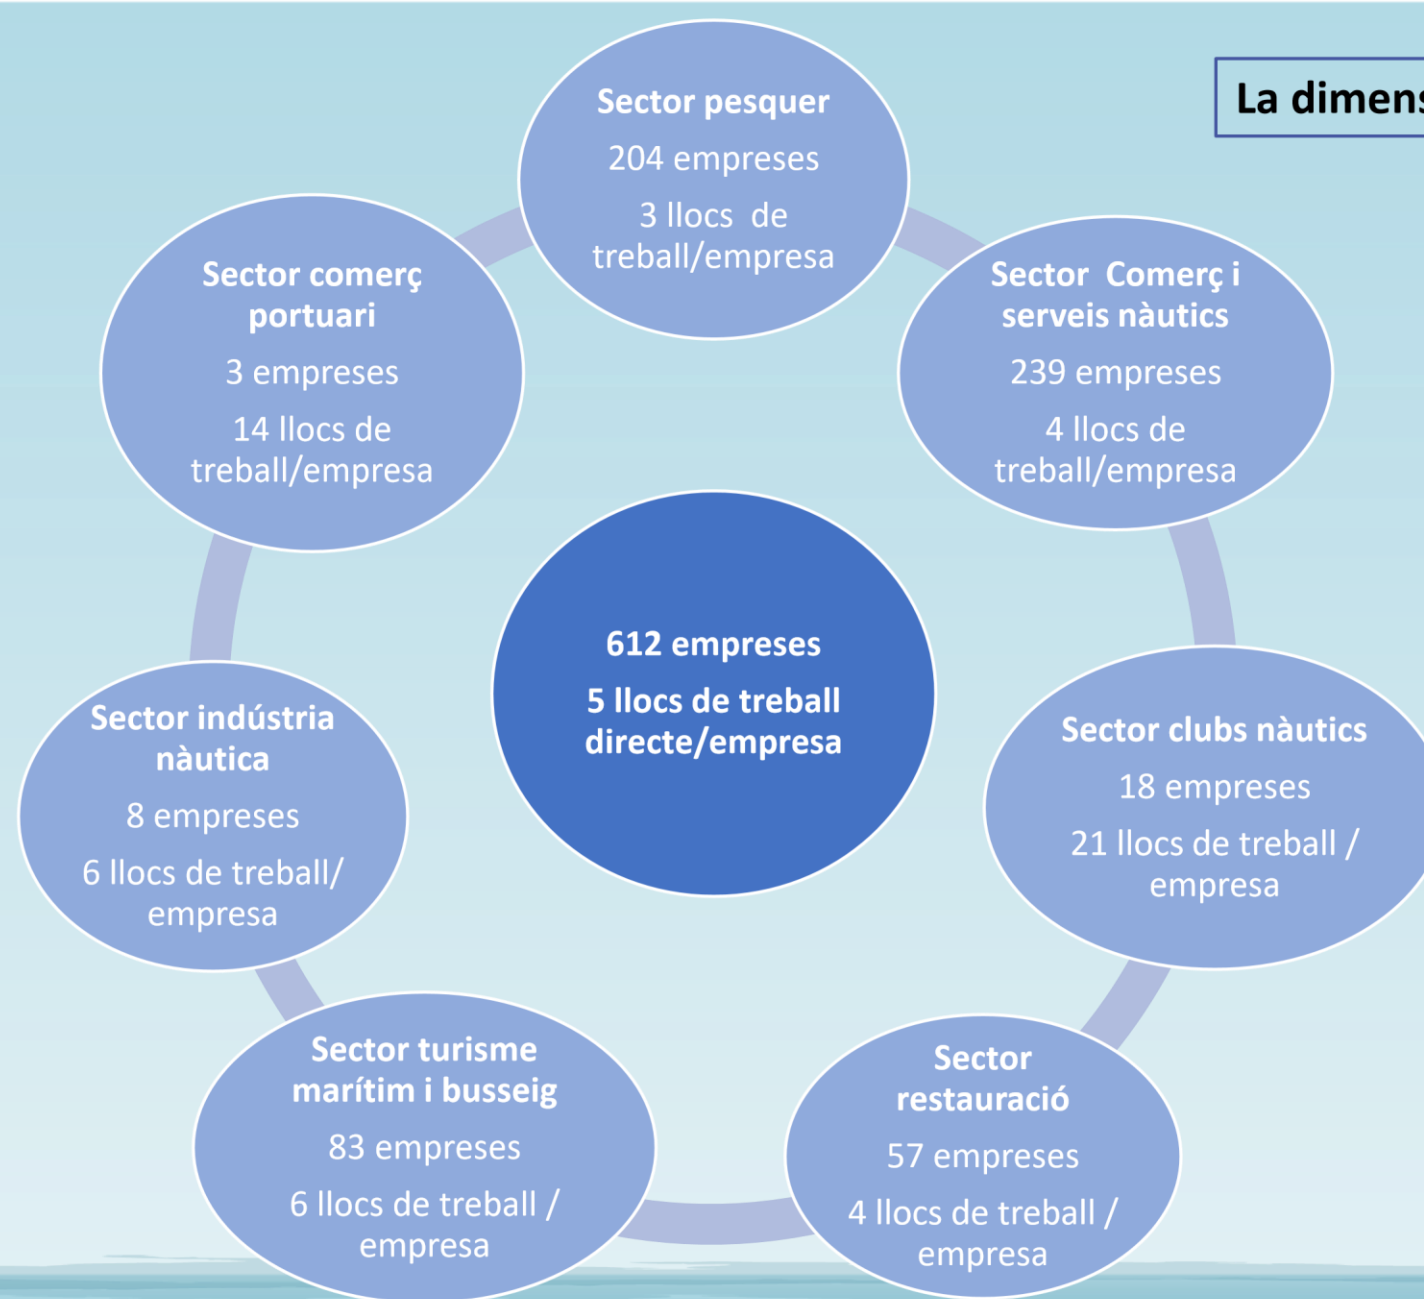 La dimens
Sector pesquer
204 empreses
3 llocs de
treball/empresa
Sector Comerç i
serveis nàutics
239 empreses
4 llocs de
treball/empresa
Sector clubs nàutics
18 empreses
21 llocs de treball /
empresa
Sector
restauració
57 empreses
4 llocs de treball /
empresa
Sector turisme
marítim i busseig
83 empreses
6 llocs de treball /
empresa
Sector indústria
nàutica
8 empreses
6 llocs de treball/
empresa
Sector comerç
portuari
3 empreses
14 llocs de
treball/empresa
612 empreses
5 llocs de treball
directe/empresa